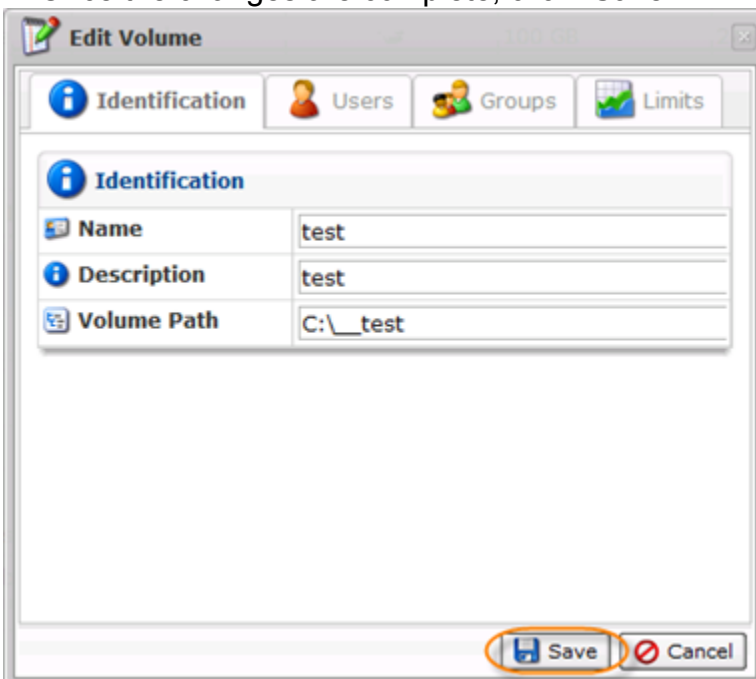 Edit Volume
Identification Users Groups Limits
Identification
Name test
Description test
Volume Path C:\__test
Save Cancel